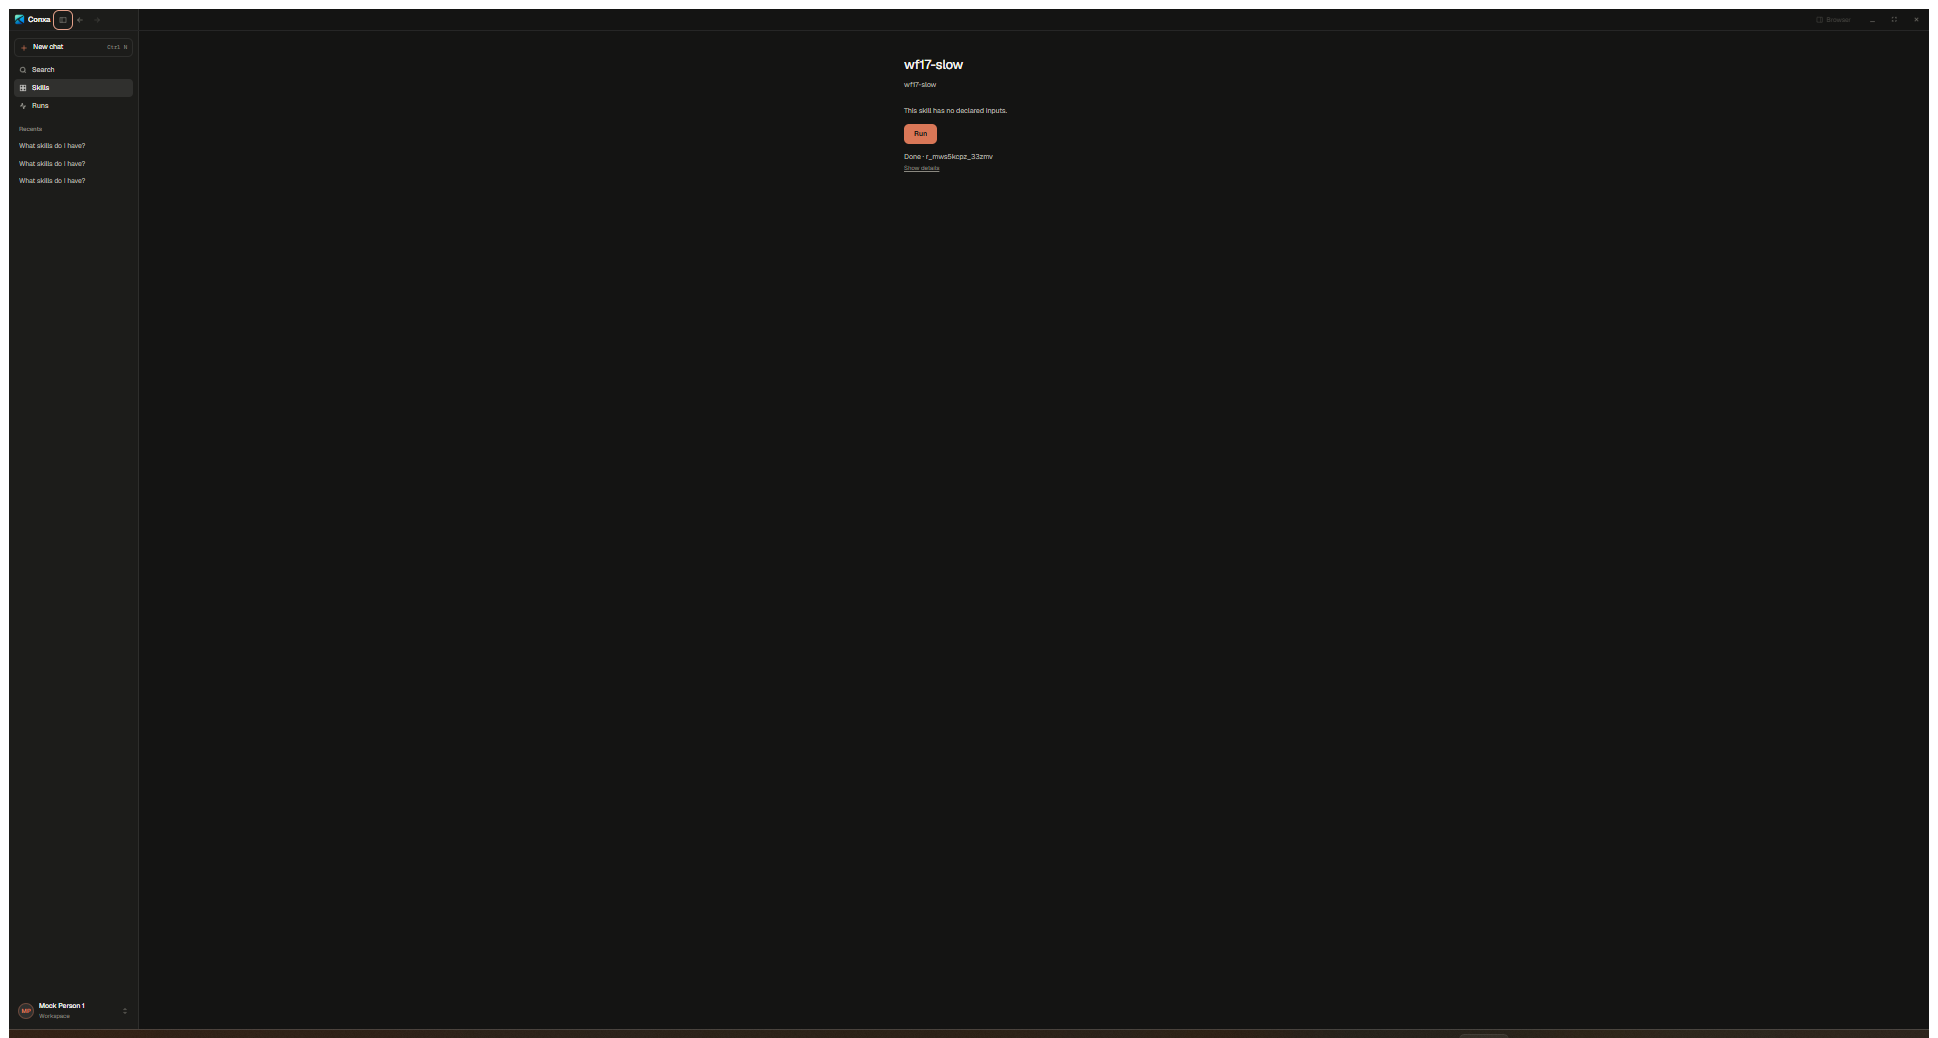 Conxa
Browser
New chat Ctrl N
Search
Skills
Runs
Recents
What skills do I have?
What skills do I have?
What skills do I have?
wf17-slow
wf17-slow
This skill has no declared inputs.
Run
Done · r_mws5kcpz_33zmv
Show details
MP
Mock Person 1
Workspace